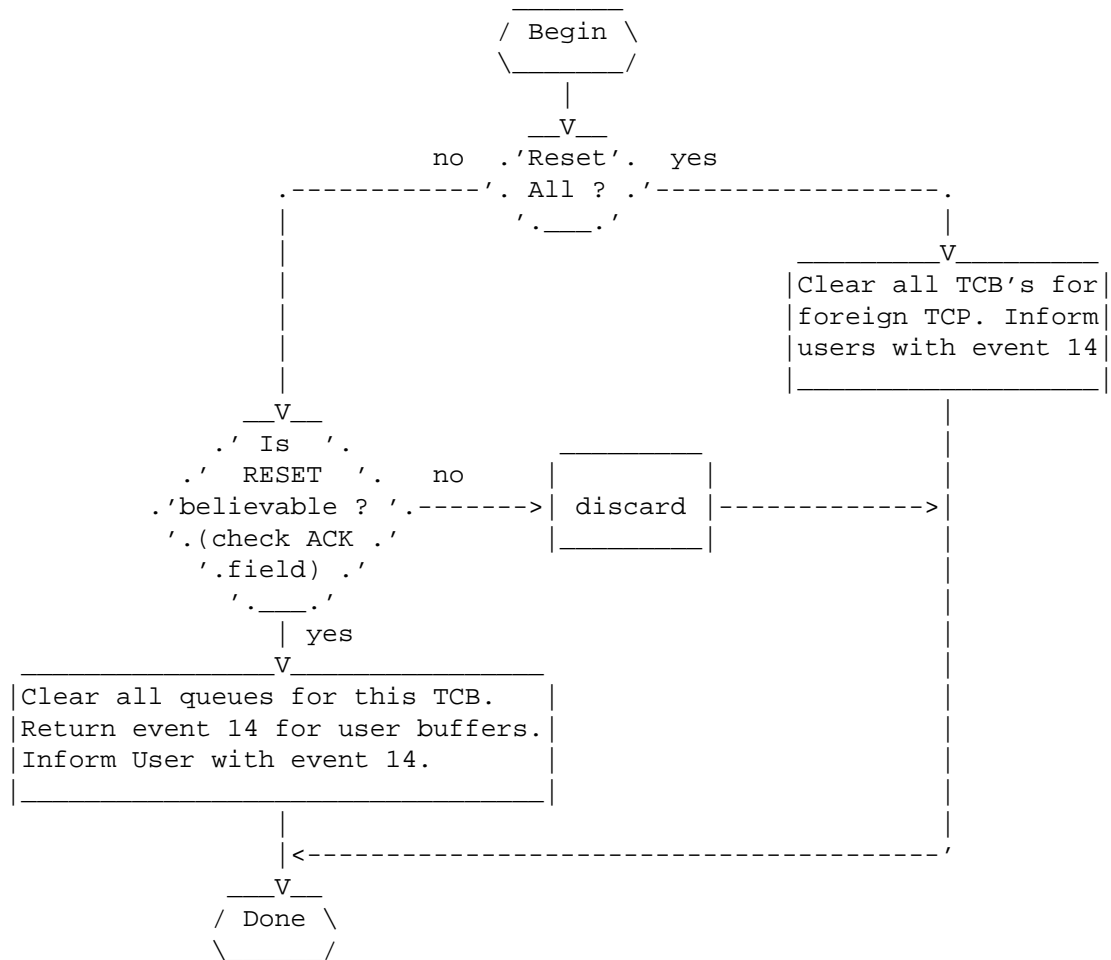 Begin
no Reset yes
All ?
Clear all TCB's for
foreign TCP. Inform
users with event 14
Is
RESET no
believable ? discard
(check ACK
field)
yes
Clear all queues for this TCB.
Return event 14 for user buffers.
Inform User with event 14.
Done